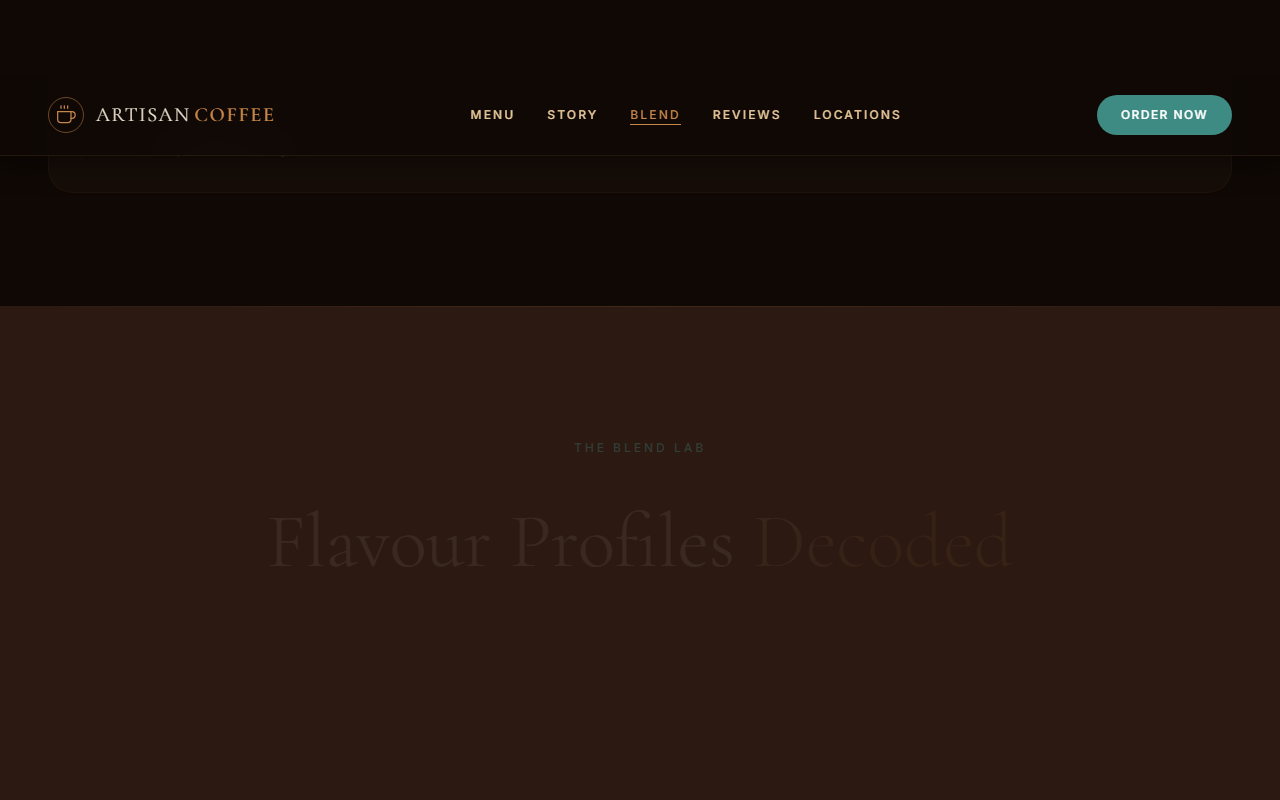 ARTISAN COFFEE
MENU STORY BLEND REVIEWS LOCATIONS
ORDER NOW
THE BLEND LAB
Flavour Profiles Decoded